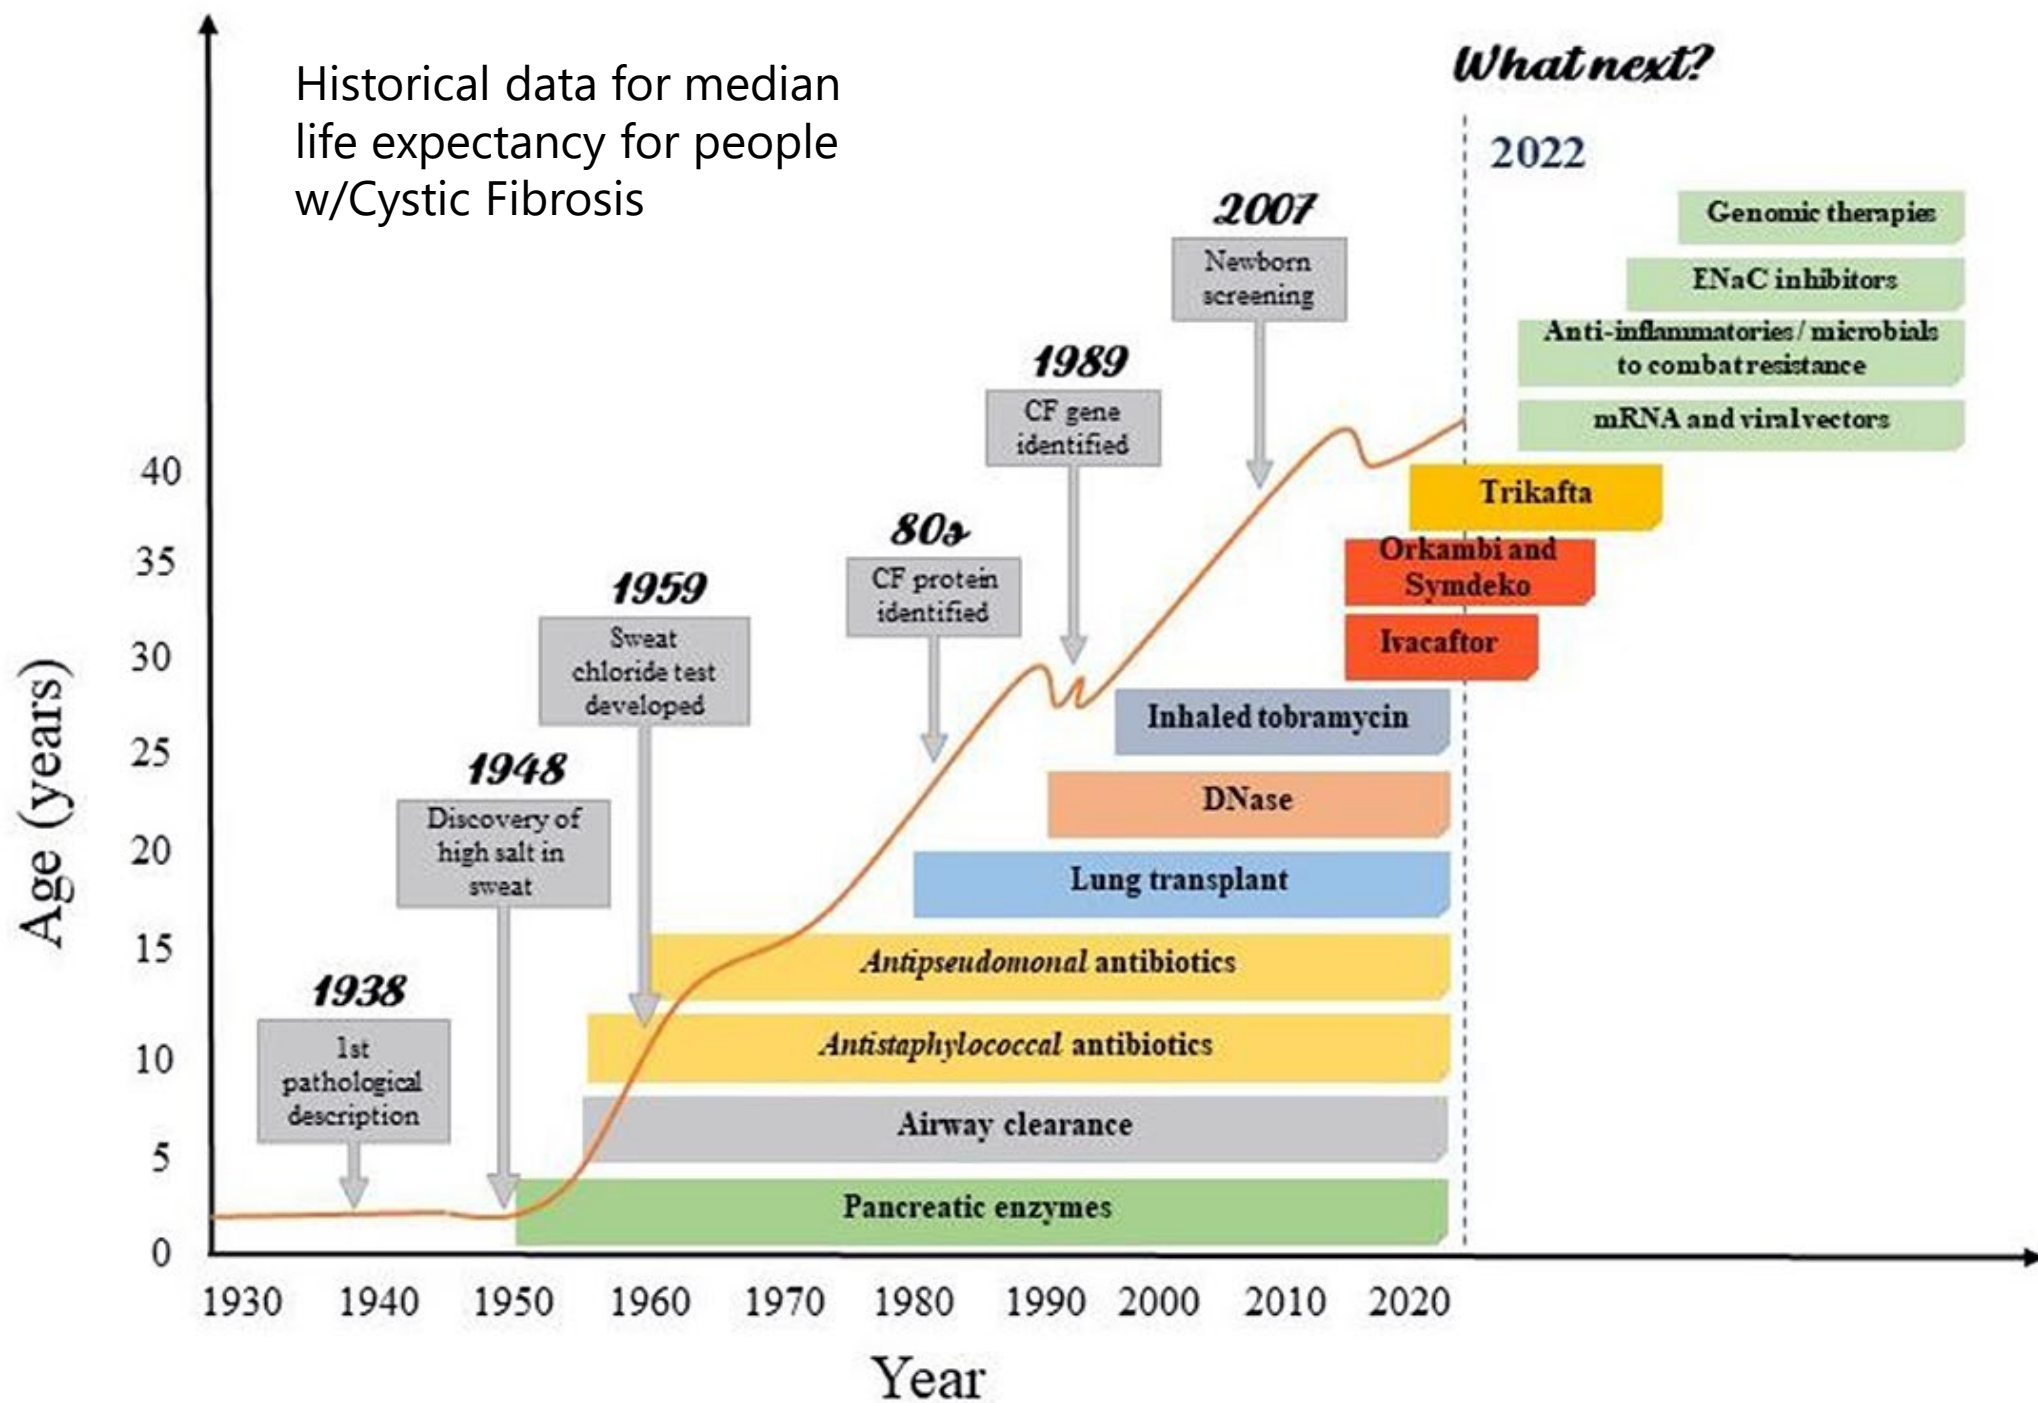 Historical data for median
life expectancy for people
w/Cystic Fibrosis
What next?
2022
Genomic therapies
ENaC inhibitors
Anti-inflammatories / microbials
to combat resistance
mRNA and viral vectors
Trikafta
Orkambi and
Symdeko
Ivacaftor
Inhaled tobramycin
DNase
Lung transplant
Antipseudomonal antibiotics
Antistaphylococcal antibiotics
Airway clearance
Pancreatic enzymes
2007
Newborn
screening
1989
CF gene
identified
80s
CF protein
identified
1959
Sweat
chloride test
developed
1948
Discovery of
high salt in
sweat
1938
1st
pathological
description
Age (years)
40
35
30
25
20
15
10
5
0
1930 1940 1950 1960 1970 1980 1990 2000 2010 2020
Year